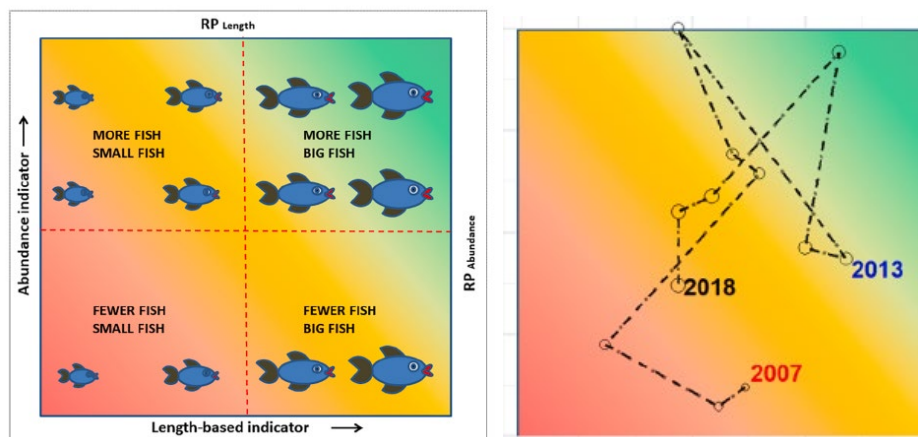 RP Length
MORE FISH
SMALL FISH
MORE FISH
BIG FISH
Abundance indicator
RP Abundance
FEWER FISH
SMALL FISH
FEWER FISH
BIG FISH
Length-based indicator
2013
2018
2007